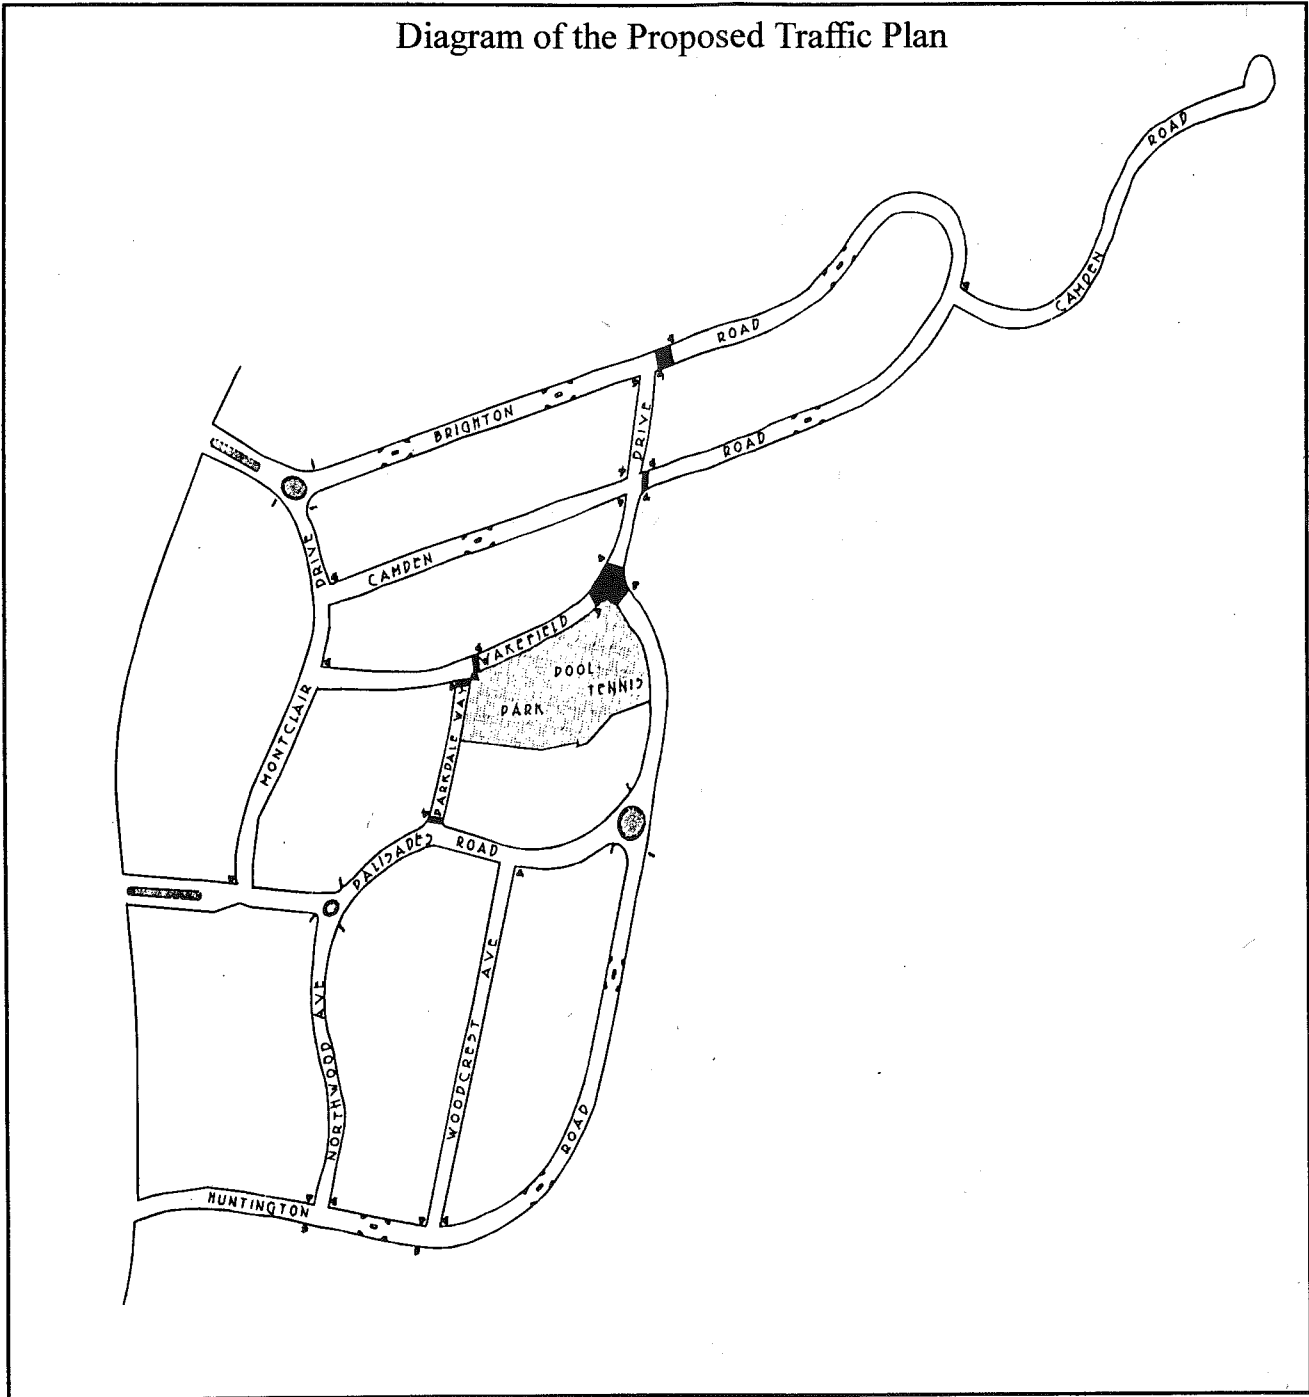 Diagram of the Proposed Traffic Plan
ROAD
CAMDEN
ROAD
BRIGHTON
DRIVE
ROAD
DRIVE
CAMDEN
WAKEFIELD
POOL
TENNIS
PARK
MONTCLAIR
PARKDALE WAY
PALISADES
ROAD
NORTHWOOD AVE
WOODCREST AVE
ROAD
HUNTINGTON